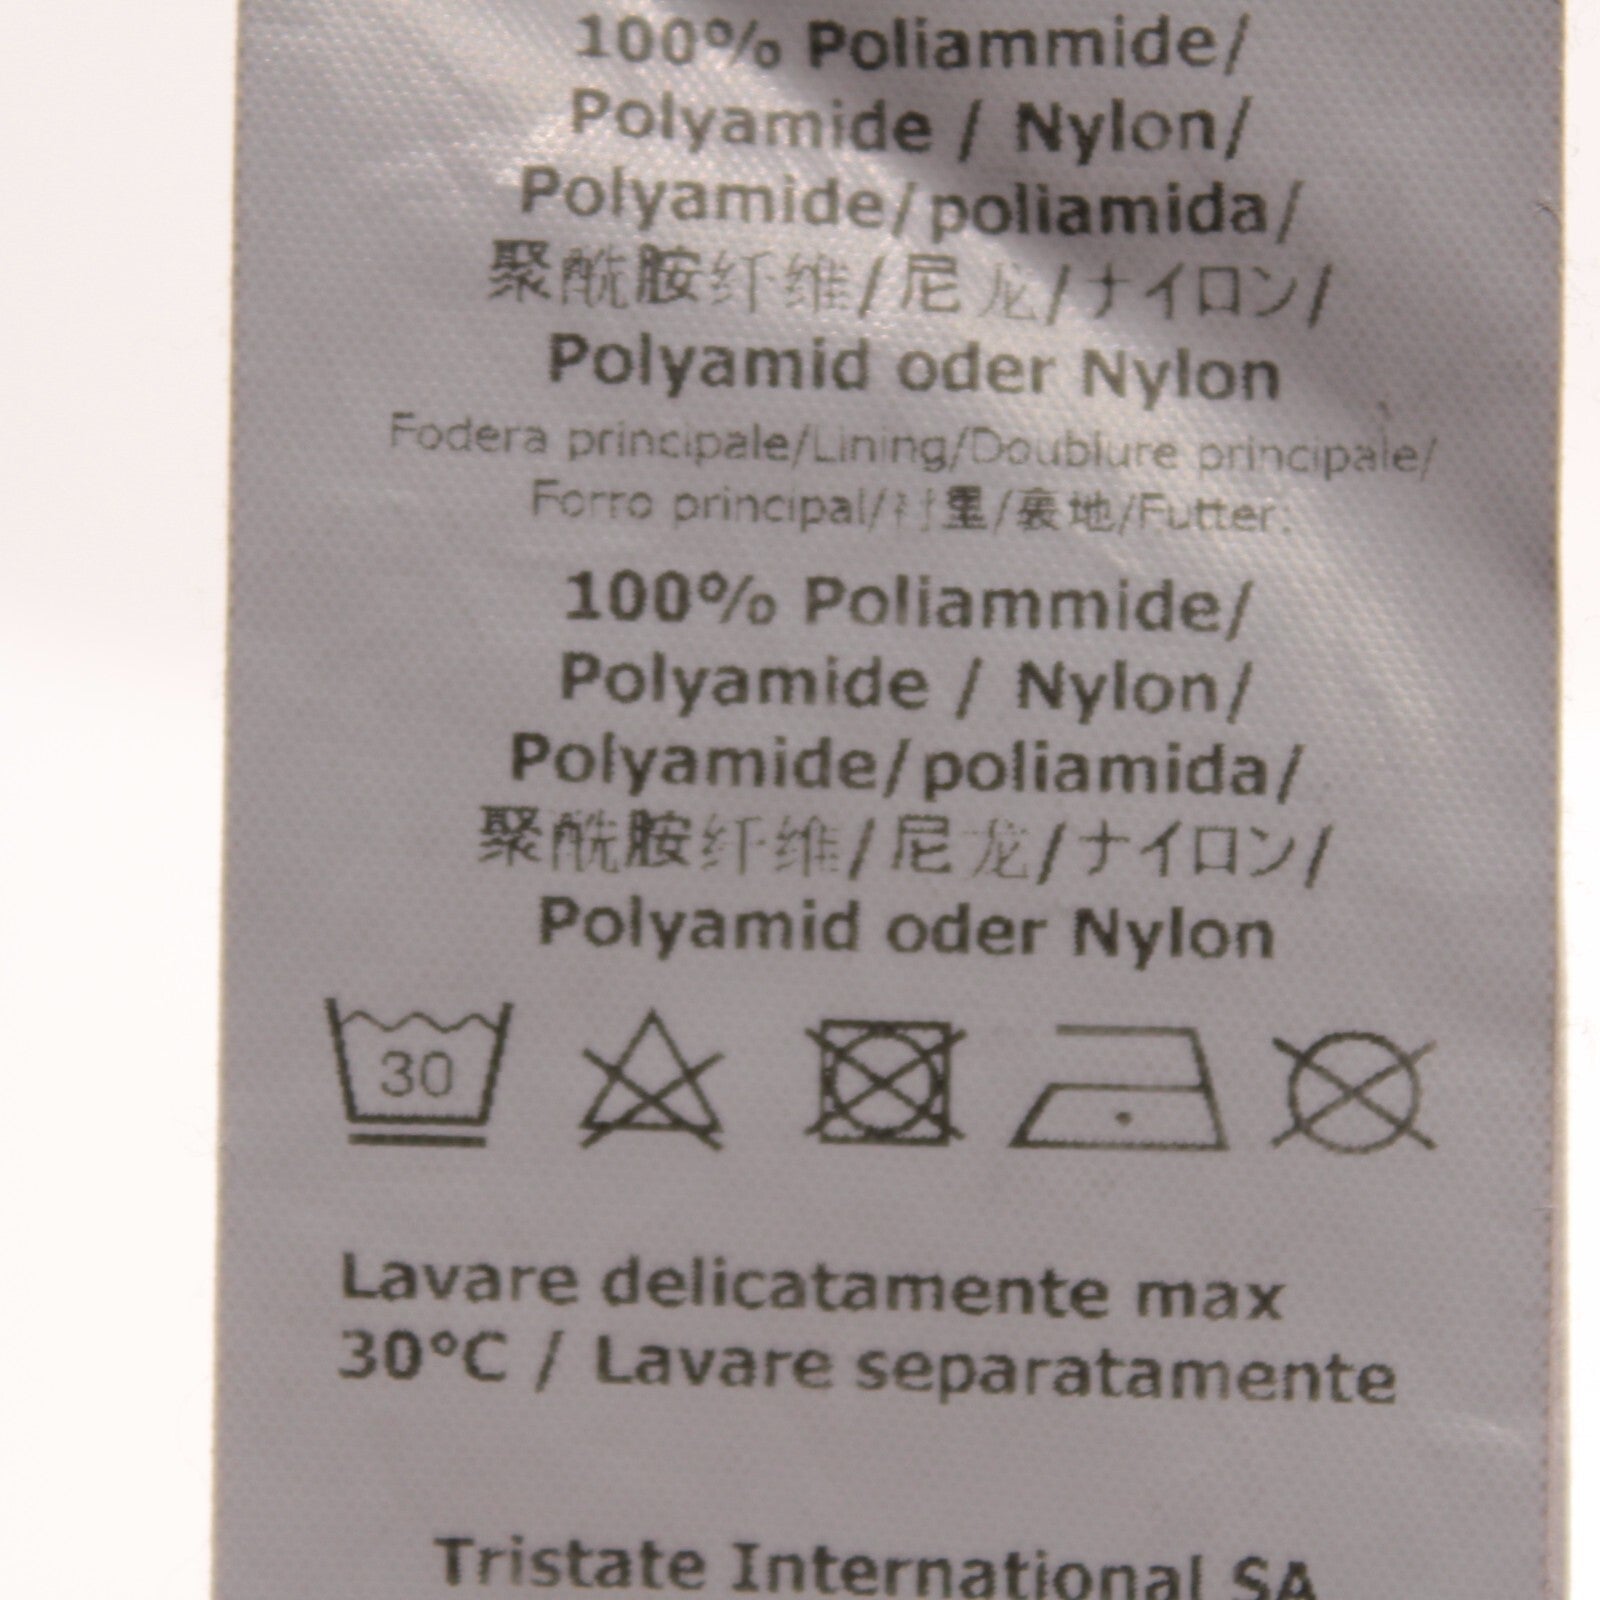 100% Poliammide/
Polyamide / Nylon/
Polyamide/poliamida/
聚酰胺纤维/尼龙/ナイロン/
Polyamid oder Nylon
Fodera principale/Lining/Doublure principale/
Forro principal/衬里/裏地/Futter:
100% Poliammide/
Polyamide / Nylon/
Polyamide/poliamida/
聚酰胺纤维/尼龙/ナイロン/
Polyamid oder Nylon
30
Lavare delicatamente max
30°C / Lavare separatamente
Tristate International SA